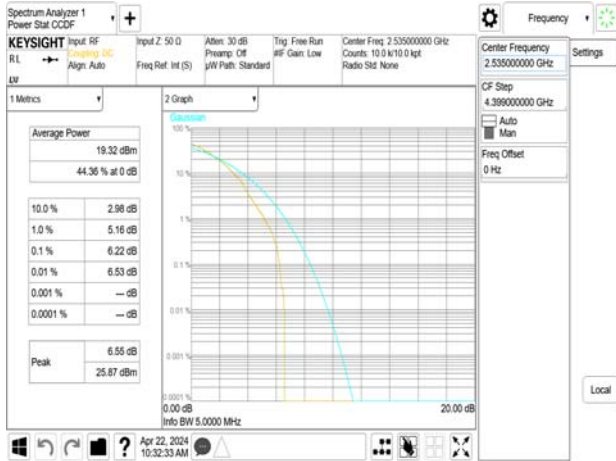 Spectrum Analyzer 1
Power Stat CCDF
Frequency
KEYSIGHT
RL
Input: RF
Coupling: DC
Align: Auto
Input Z: 50 Ω
Freq Ref: Int (S)
Atten: 30 dB
Preamp: Off
µW Path: Standard
Trig: Free Run
#IF Gain: Low
Center Freq: 2.535000000 GHz
Counts: 10.0 k/10.0 kpt
Radio Std: None
Center Frequency
2.535000000 GHz
Settings
CF Step
4.399000000 GHz
Auto
Man
Freq Offset
0 Hz
Local
1 Metrics
Average Power
19.32 dBm
44.36 % at 0 dB
10.0 % 2.98 dB
1.0 % 5.16 dB
0.1 % 6.22 dB
0.01 % 6.53 dB
0.001 % --- dB
0.0001 % --- dB
Peak
6.55 dB
25.87 dBm
2 Graph
Gaussian
100 %
10 %
1 %
0.1 %
0.01 %
0.001 %
0.0001 %
0.00 dB
20.00 dB
Info BW 5.0000 MHz
?
Apr 22, 2024
10:32:33 AM